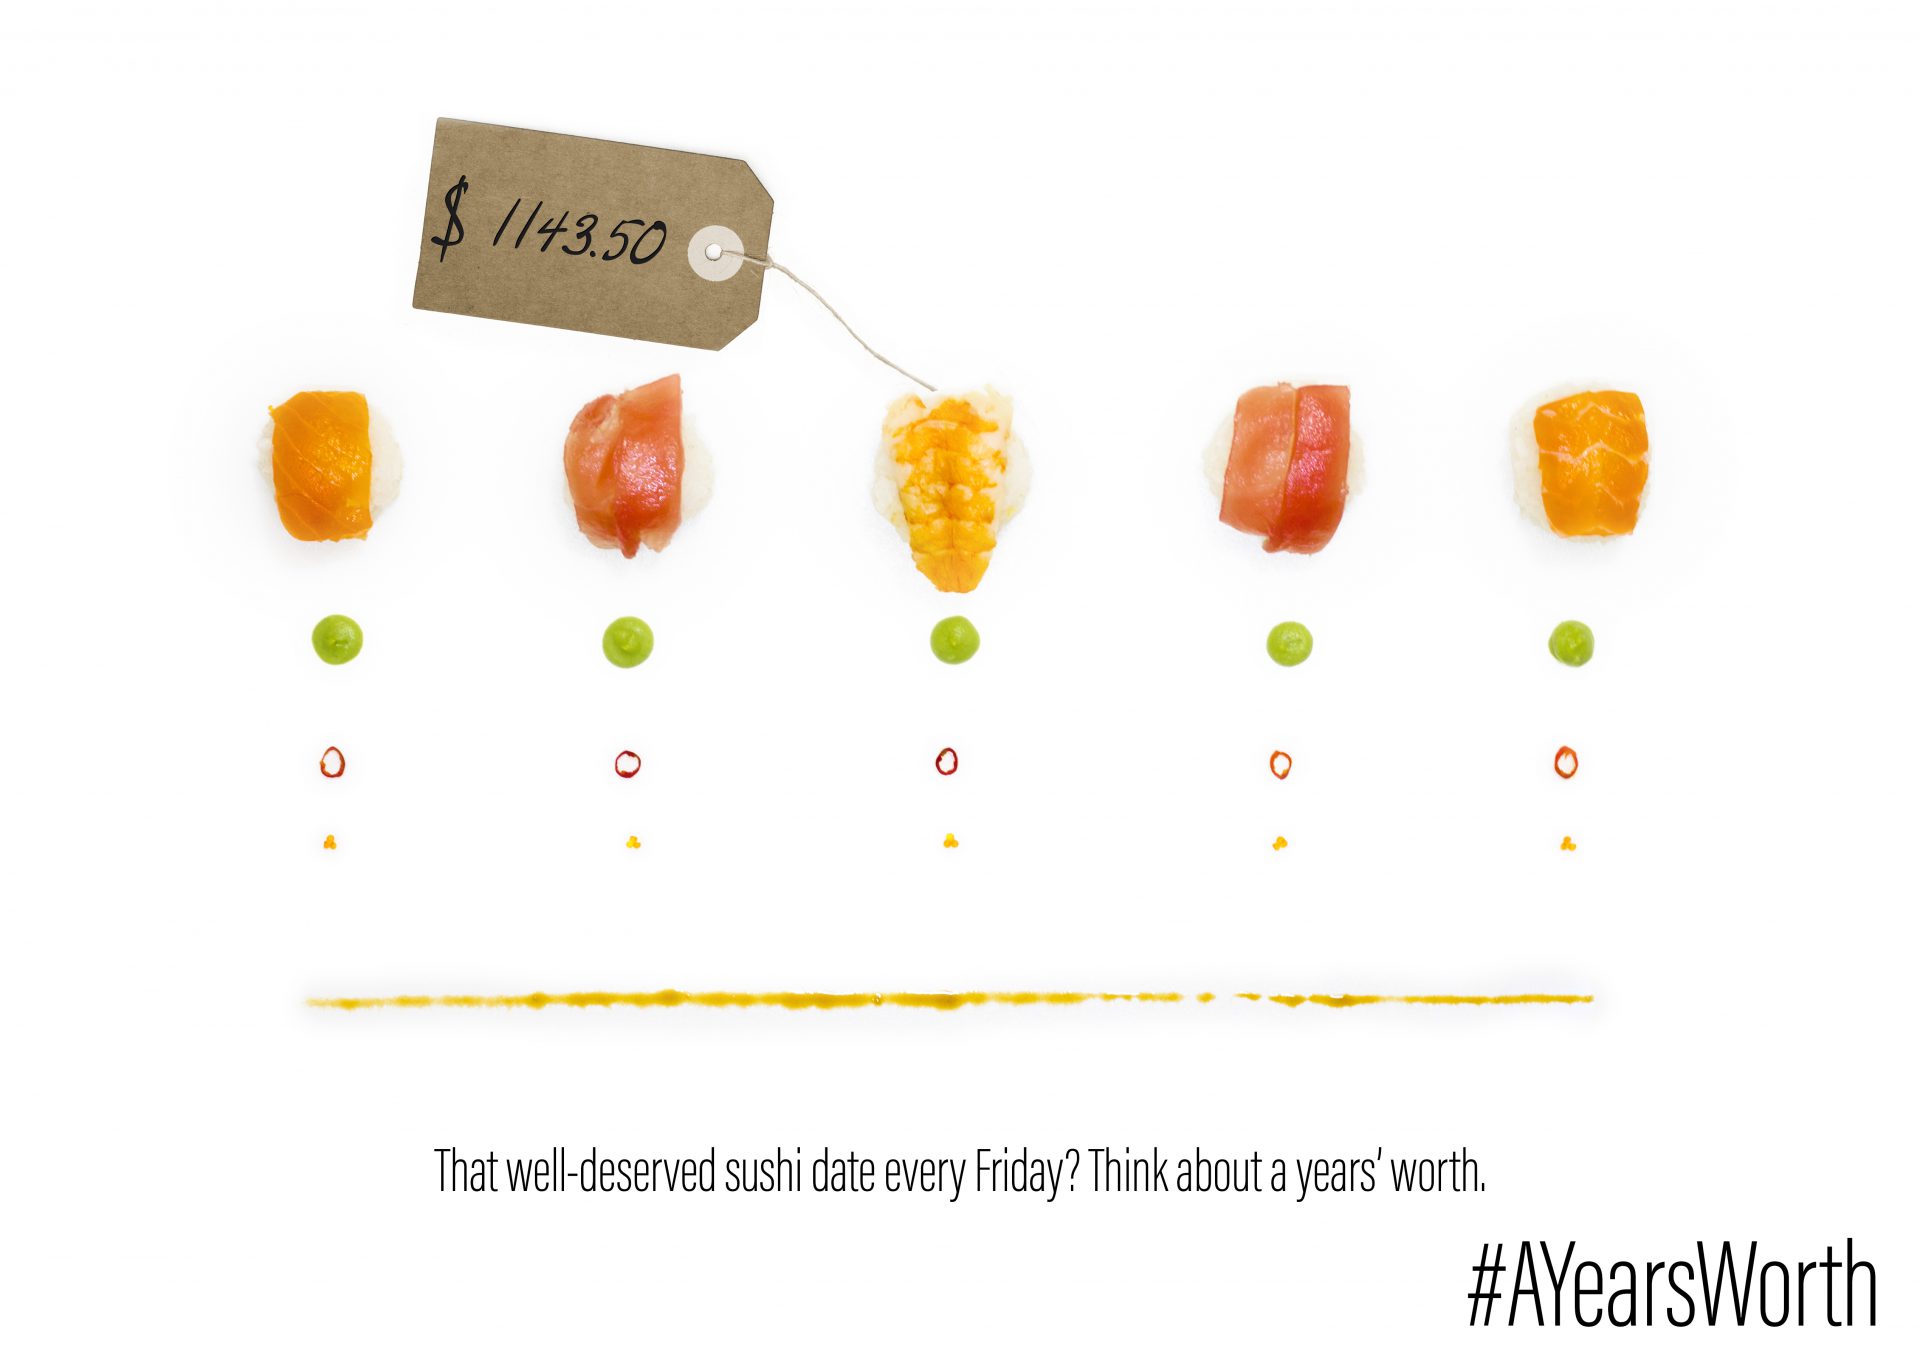 $ 1143.50
That well-deserved sushi date every Friday? Think about a years’ worth.
#AYearsWorth